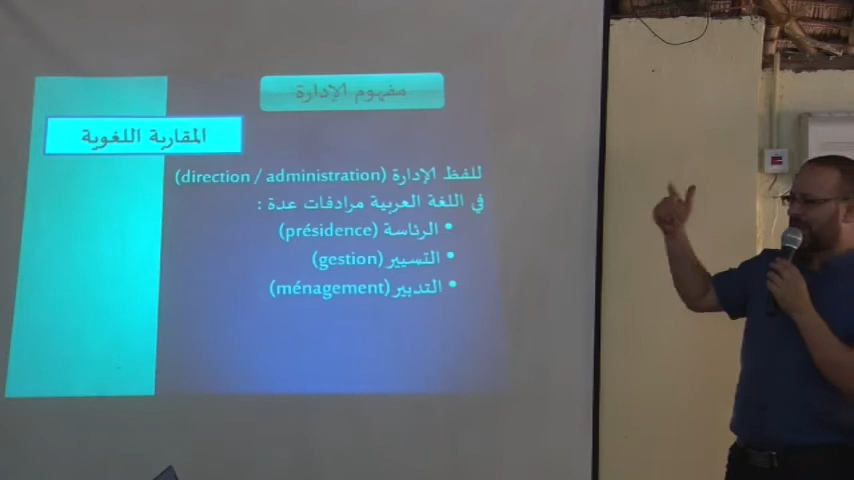 مفهوم الإدارة
المقاربة اللغوية
للفظ الإدارة (direction / administration)
في اللغة العربية مرادفات عدة :
• الرئاسة (présidence)
• التسيير (gestion)
• التدبير (ménagement)